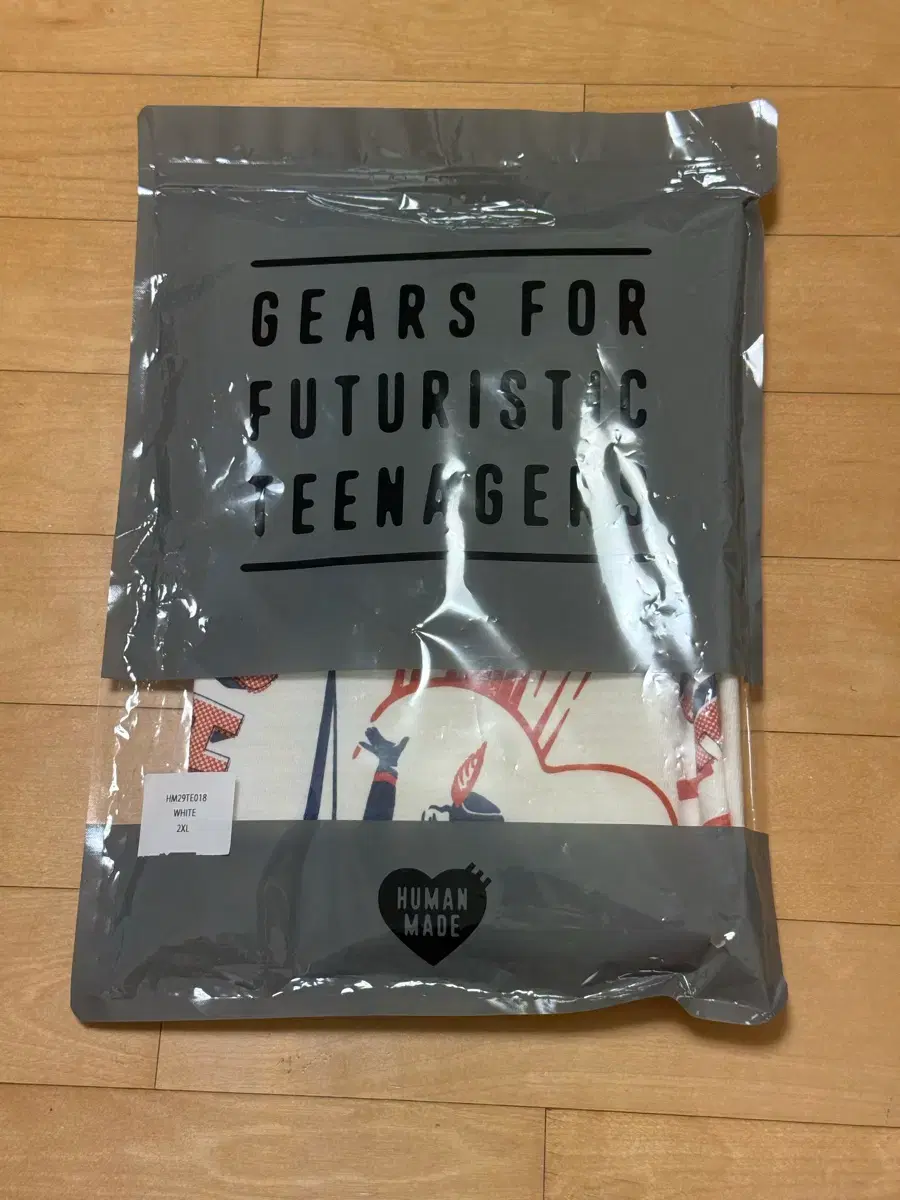 GEARS FOR
FUTURISTIC
TEENAGERS
HM29TE018
WHITE
2XL
HUMAN
MADE